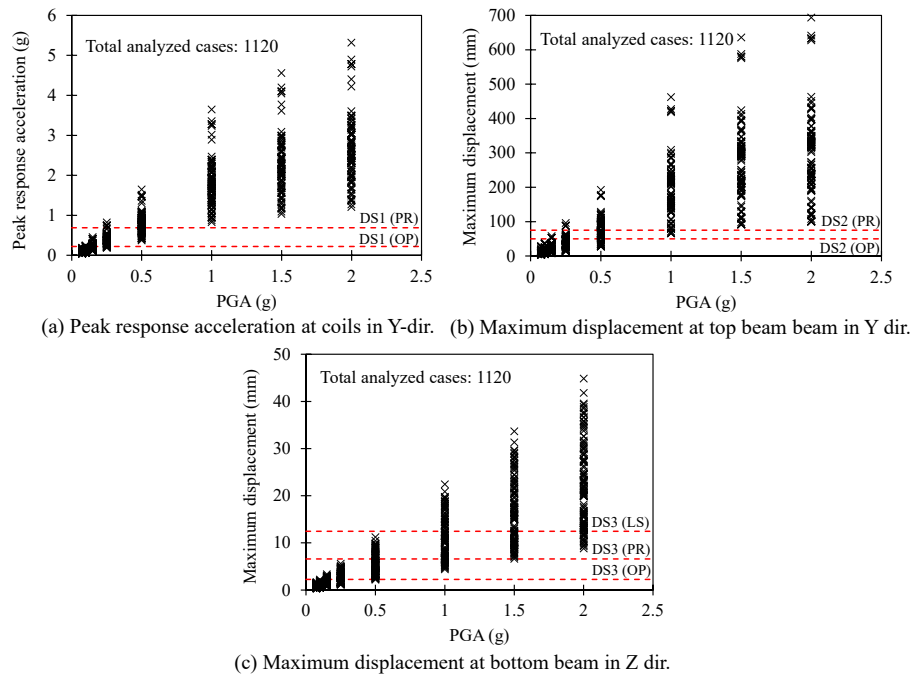 6
5
4
3
2
1
0
Peak response acceleration (g)
Total analyzed cases: 1120
DS1 (PR)
DS1 (OP)
0 0.5 1 1.5 2 2.5
PGA (g)
(a) Peak response acceleration at coils in Y-dir.
700
600
500
400
300
200
100
0
Maximum displacement (mm)
Total analyzed cases: 1120
DS2 (PR)
DS2 (OP)
0 0.5 1 1.5 2 2.5
PGA (g)
(b) Maximum displacement at top beam beam in Y dir.
50
40
30
20
10
0
Maximum displacement (mm)
Total analyzed cases: 1120
DS3 (LS)
DS3 (PR)
DS3 (OP)
0 0.5 1 1.5 2 2.5
PGA (g)
(c) Maximum displacement at bottom beam in Z dir.